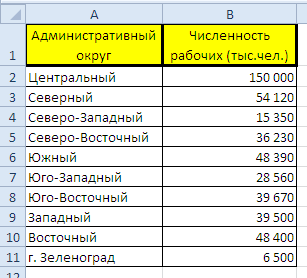 A B
Административный Численность
1 округ рабочих (тыс.чел.)
2 Центральный 150 000
3 Северный 54 120
4 Северо-Западный 15 350
5 Северо-Восточный 36 230
6 Южный 48 390
7 Юго-Западный 28 560
8 Юго-Восточный 39 670
9 Западный 39 500
10 Восточный 48 400
11 г. Зеленоград 6 500